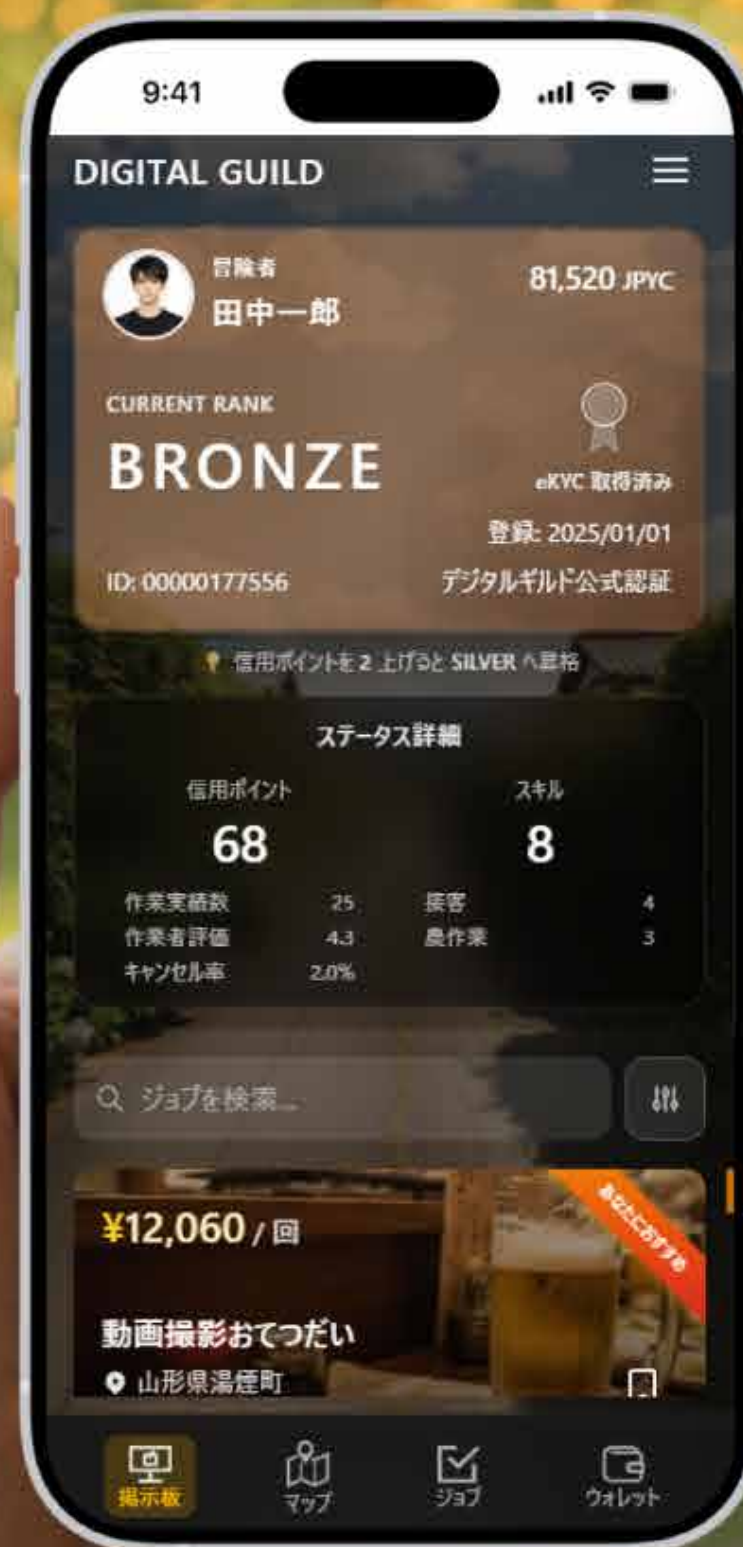 9:41
DIGITAL GUILD
冒険者
田中一郎
81,520 JPYC
CURRENT RANK
BRONZE
eKYC 取得済み
登録: 2025/01/01
ID: 00000177556
デジタルギルド公式認証
信用ポイントを 2 上げると SILVER へ昇格
ステータス詳細
信用ポイント
68
作業実績数 25
作業者評価 4.3
キャンセル率 2.0%
スキル
8
接客 4
農作業 3
ジョブを検索...
あなたにおすすめ
¥12,060 / 回
動画撮影おてつだい
山形県湯煙町
掲示板
マップ
ジョブ
ウォレット